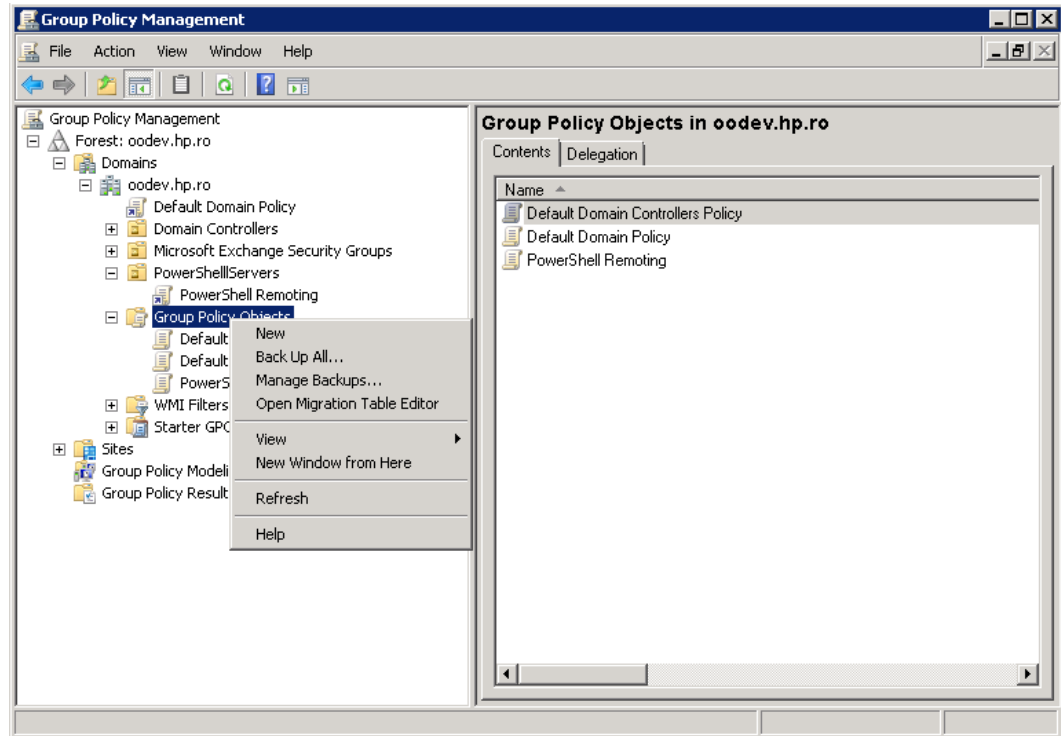 Group Policy Management
File Action View Window Help
Group Policy Management
Forest: oodev.hp.ro
Domains
oodev.hp.ro
Default Domain Policy
Domain Controllers
Microsoft Exchange Security Groups
PowerShelllServers
PowerShell Remoting
Group Policy Objects
Default
Default
PowerS
WMI Filters
Starter GPO
Sites
Group Policy Modeli
Group Policy Result
New
Back Up All...
Manage Backups...
Open Migration Table Editor
View
New Window from Here
Refresh
Help
Group Policy Objects in oodev.hp.ro
Contents Delegation
Name
Default Domain Controllers Policy
Default Domain Policy
PowerShell Remoting